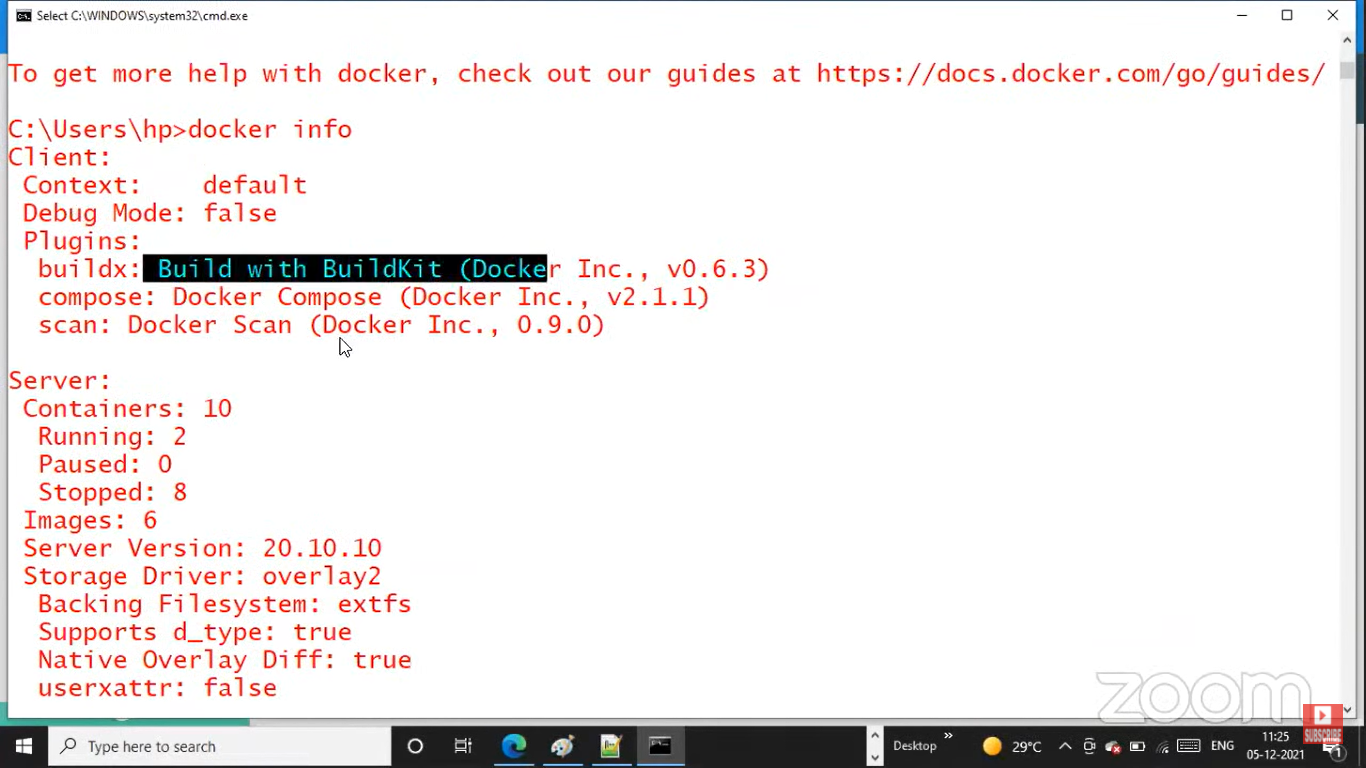 Select C:\WINDOWS\system32\cmd.exe
To get more help with docker, check out our guides at https://docs.docker.com/go/guides/
C:\Users\hp>docker info
Client:
Context: default
Debug Mode: false
Plugins:
buildx: Build with BuildKit (Docker Inc., v0.6.3)
compose: Docker Compose (Docker Inc., v2.1.1)
scan: Docker Scan (Docker Inc., 0.9.0)
Server:
Containers: 10
Running: 2
Paused: 0
Stopped: 8
Images: 6
Server Version: 20.10.10
Storage Driver: overlay2
Backing Filesystem: extfs
Supports d_type: true
Native Overlay Diff: true
userxattr: false
zoom
SUBSCRIBE
Type here to search
Desktop
29°C
ENG
11:25
05-12-2021
1